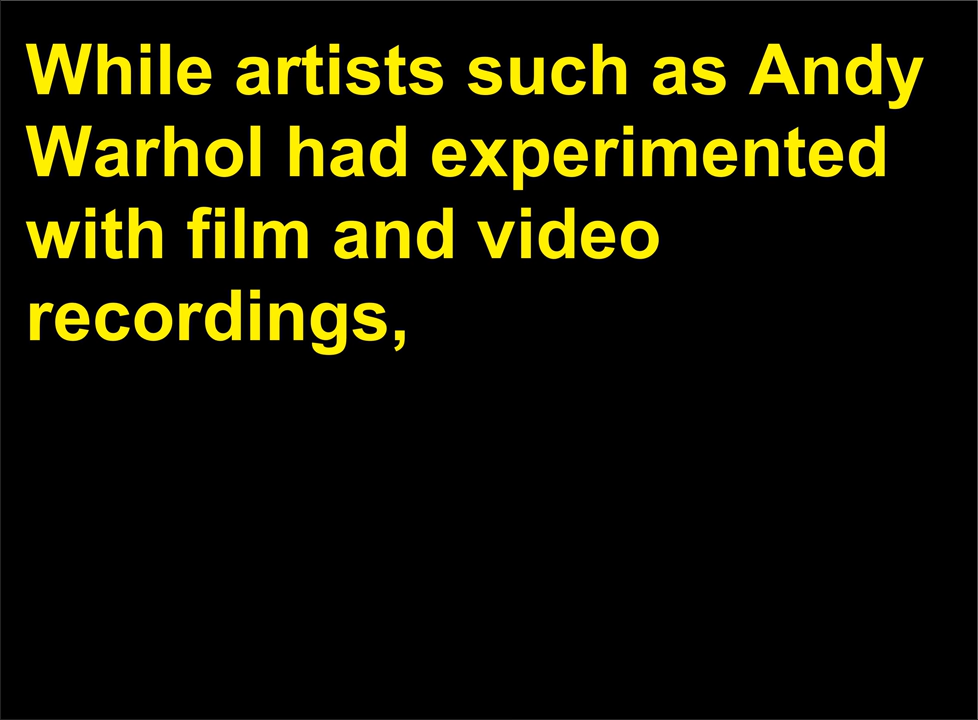 While artists such as Andy
Warhol had experimented
with film and video
recordings,